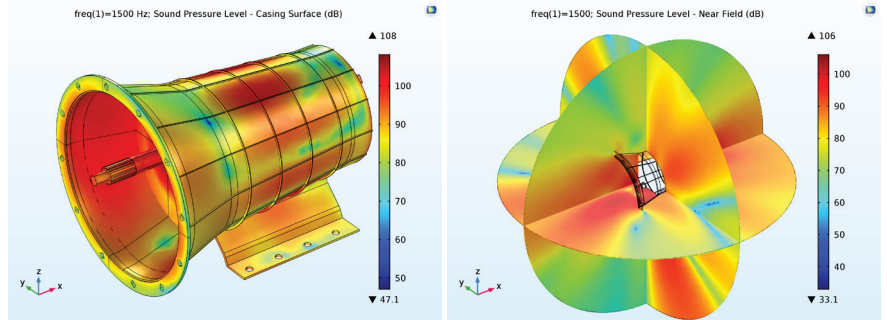 freq(1)=1500 Hz; Sound Pressure Level - Casing Surface (dB)
▲ 108
100
90
80
70
60
50
▼ 47.1
z
y
x
freq(1)=1500; Sound Pressure Level - Near Field (dB)
▲ 106
100
90
80
70
60
50
40
▼ 33.1
z
y
x